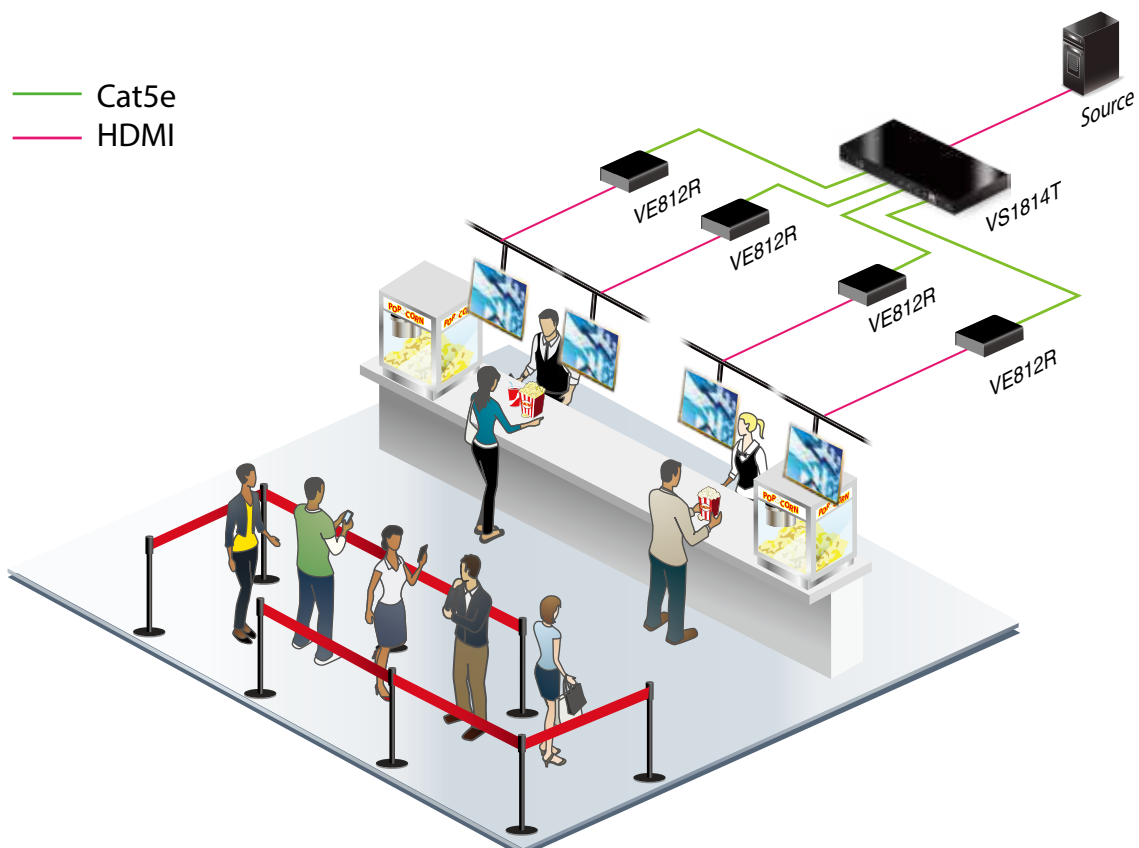 Cat5e
HDMI
Source
VS1814T
VE812R
VE812R
VE812R
VE812R
POP CORN
POP CORN
POP CORN
POP CORN